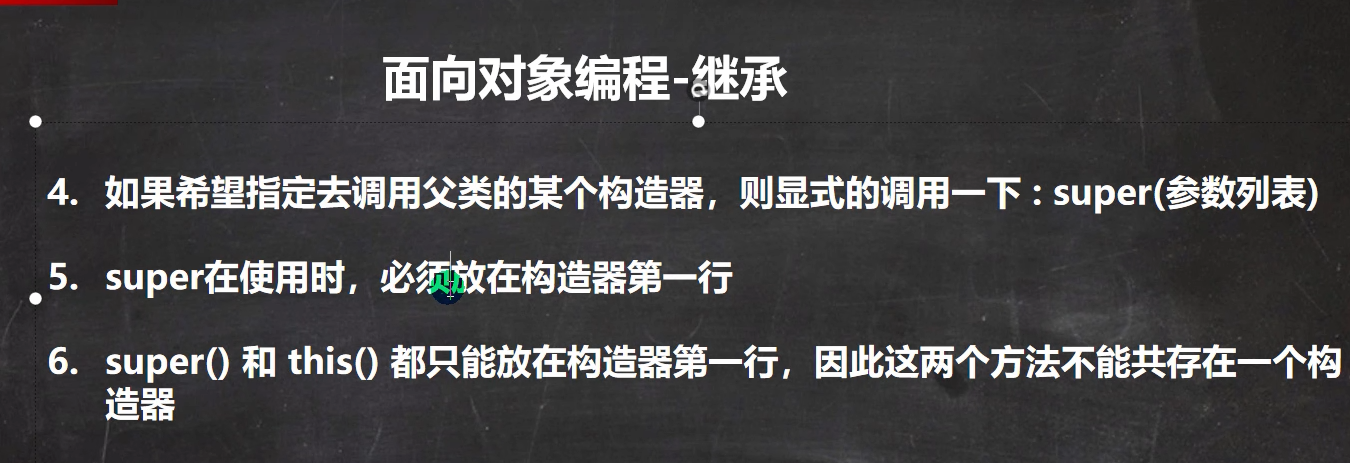 面向对象编程-继承
4. 如果希望指定去调用父类的某个构造器，则显式的调用一下 : super(参数列表)
5. super在使用时，必须放在构造器第一行
6. super() 和 this() 都只能放在构造器第一行，因此这两个方法不能共存在一个构
造器